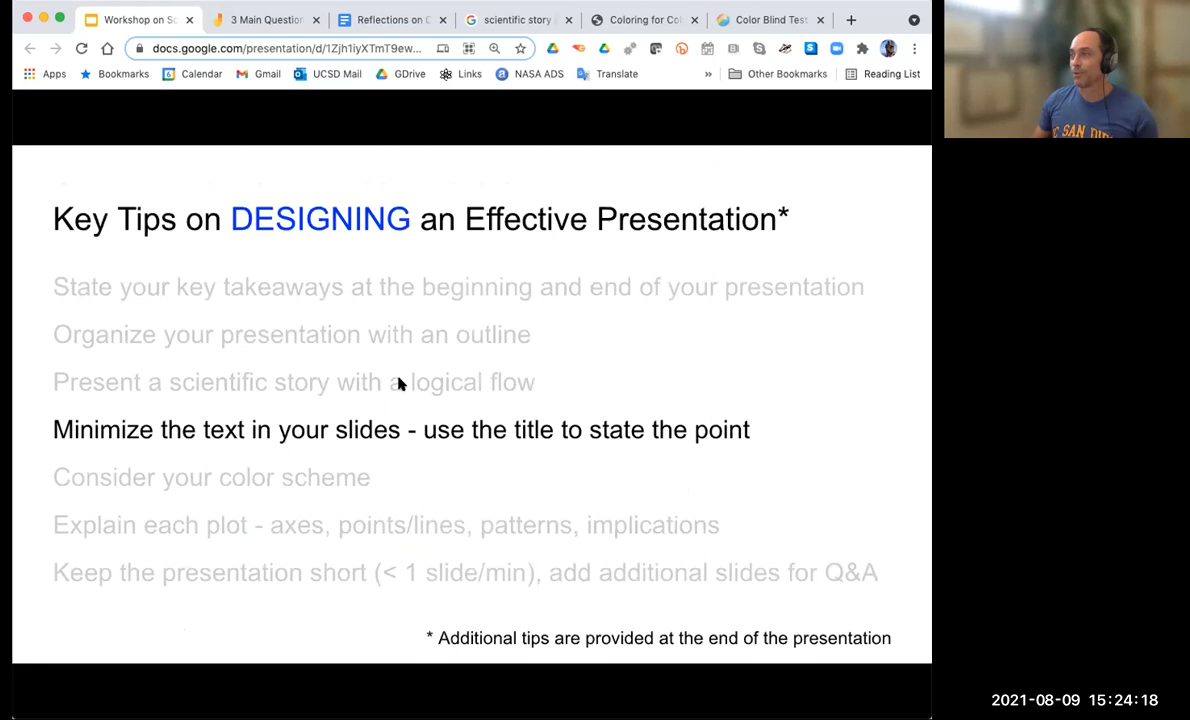 Workshop on Sc
3 Main Question
Reflections on C
scientific story
Coloring for Co
Color Blind Test
docs.google.com/presentation/d/1Zjh1iyXTmT9ew...
Apps
Bookmarks
Calendar
Gmail
UCSD Mail
GDrive
Links
NASA ADS
Translate
»
Other Bookmarks
Reading List
SAN DIE
Key Tips on DESIGNING an Effective Presentation*
State your key takeaways at the beginning and end of your presentation
Organize your presentation with an outline
Present a scientific story with a logical flow
Minimize the text in your slides - use the title to state the point
Consider your color scheme
Explain each plot - axes, points/lines, patterns, implications
Keep the presentation short (< 1 slide/min), add additional slides for Q&A
* Additional tips are provided at the end of the presentation
2021-08-09 15:24:18